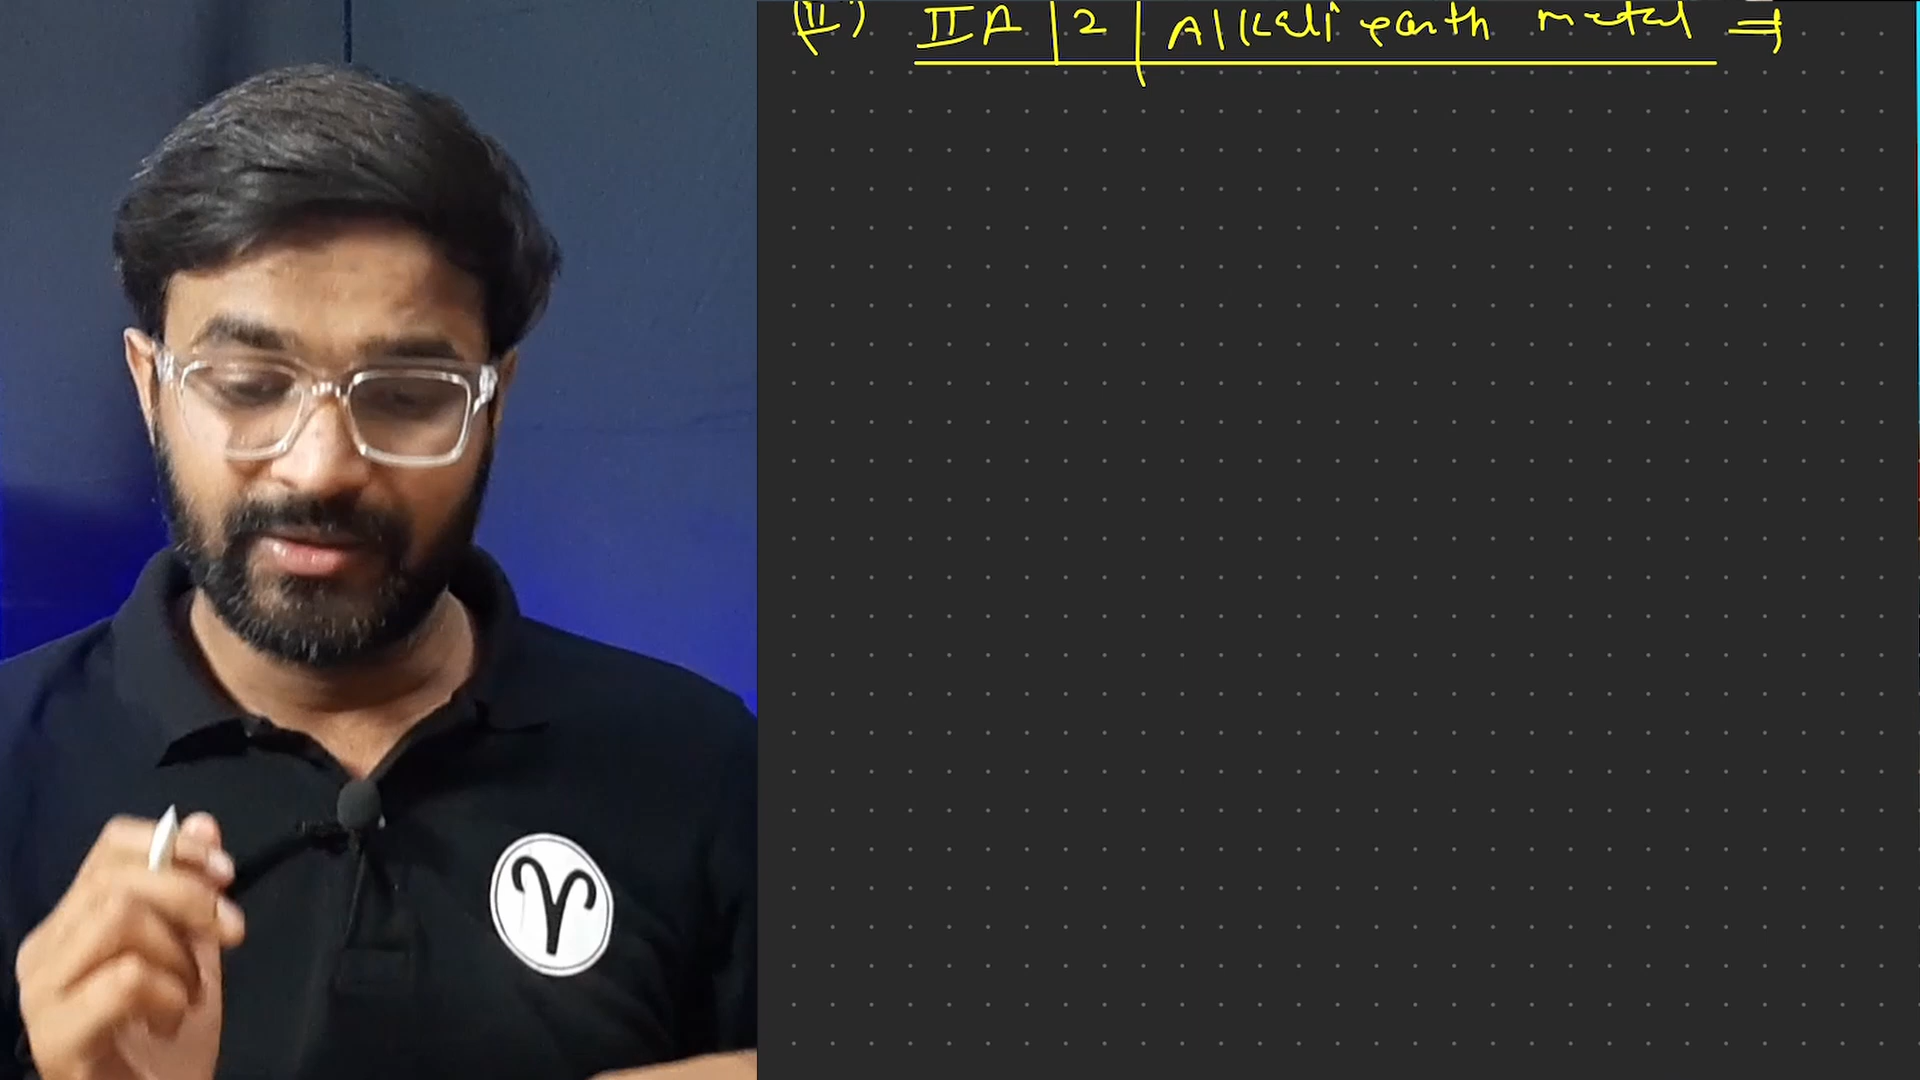 (II) IIA | 2 | Alkali earth metal ⇒